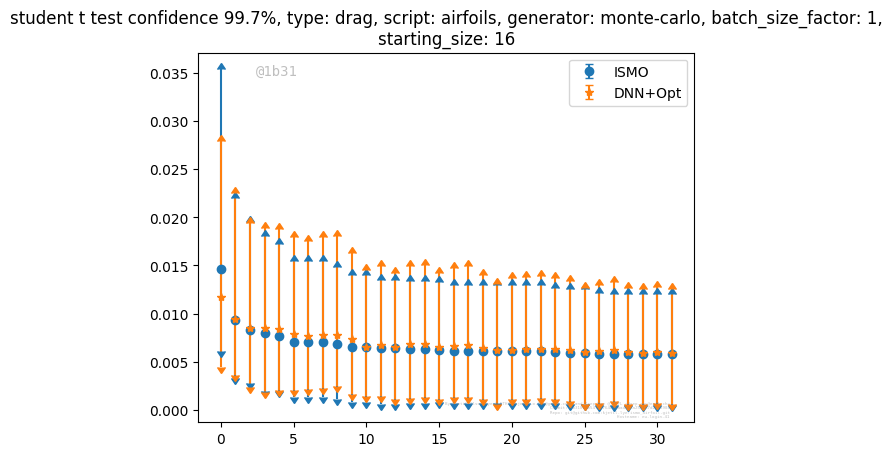 student t test confidence 99.7%, type: drag, script: airfoils, generator: monte-carlo, batch_size_factor: 1,
starting_size: 16
@1b31
ISMO
DNN+Opt
0.035
0.030
0.025
0.020
0.015
0.010
0.005
0.000
0 5 10 15 20 25 30